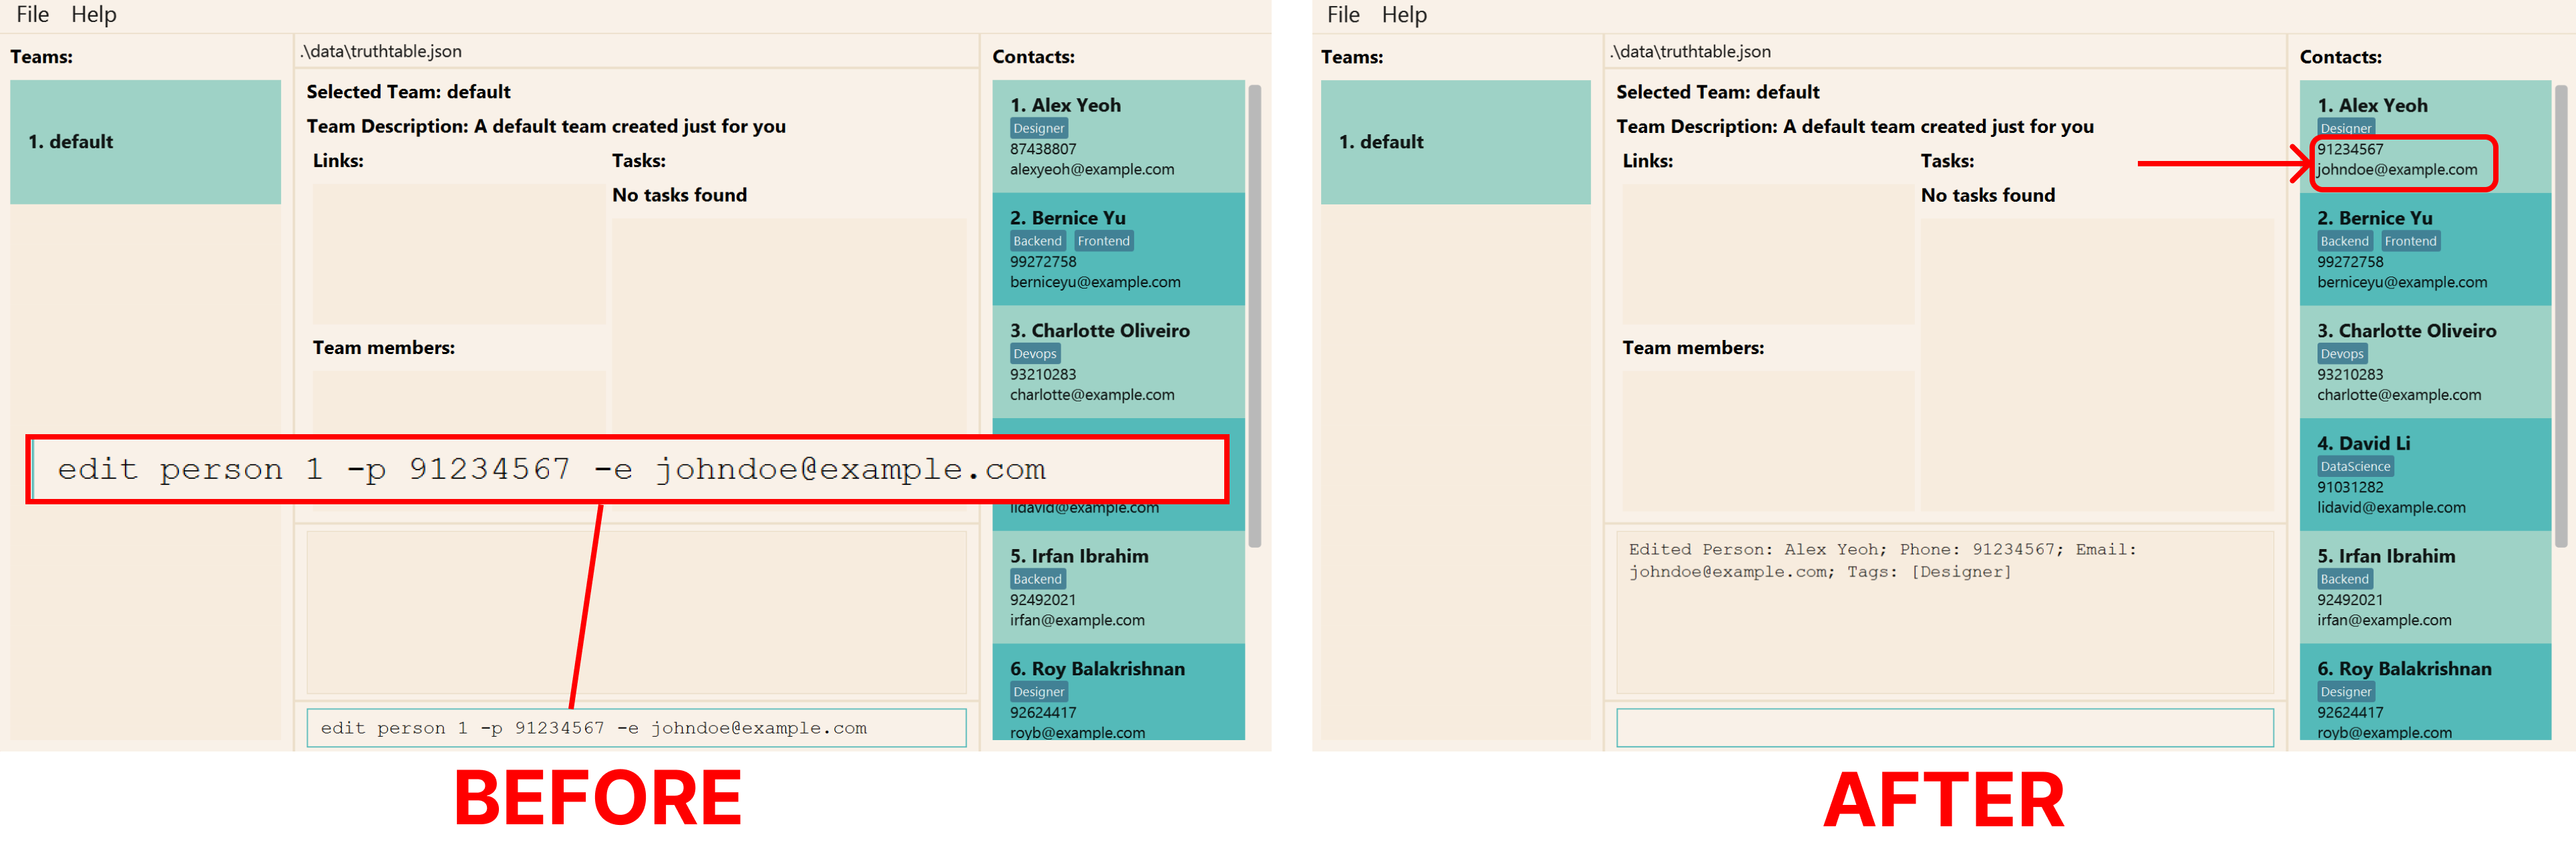 File Help
Teams:
1. default
.\data\truthtable.json
Selected Team: default
Team Description: A default team created just for you
Links:
Tasks:
No tasks found
Team members:
edit person 1 -p 91234567 -e johndoe@example.com
edit person 1 -p 91234567 -e johndoe@example.com
Contacts:
1. Alex Yeoh
Designer
87438807
alexyeoh@example.com
2. Bernice Yu
Backend Frontend
99272758
berniceyu@example.com
3. Charlotte Oliveiro
Devops
93210283
charlotte@example.com
lidavid@example.com
5. Irfan Ibrahim
Backend
92492021
irfan@example.com
6. Roy Balakrishnan
Designer
92624417
royb@example.com
BEFORE
File Help
Teams:
1. default
.\data\truthtable.json
Selected Team: default
Team Description: A default team created just for you
Links:
Tasks:
No tasks found
Team members:
Edited Person: Alex Yeoh; Phone: 91234567; Email:
johndoe@example.com; Tags: [Designer]
Contacts:
1. Alex Yeoh
Designer
91234567
johndoe@example.com
2. Bernice Yu
Backend Frontend
99272758
berniceyu@example.com
3. Charlotte Oliveiro
Devops
93210283
charlotte@example.com
4. David Li
DataScience
91031282
lidavid@example.com
5. Irfan Ibrahim
Backend
92492021
irfan@example.com
6. Roy Balakrishnan
Designer
92624417
royb@example.com
AFTER